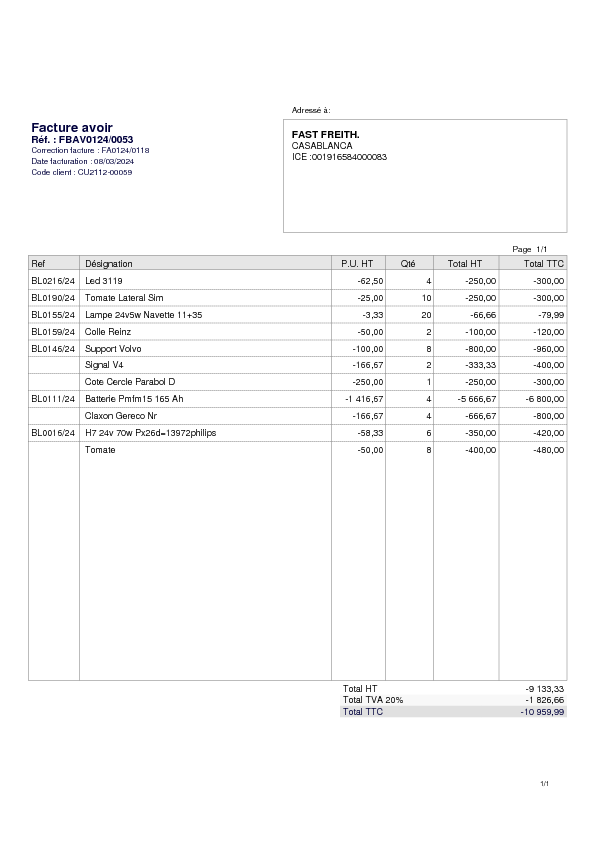 Adressé à:
Facture avoir
Réf. : FBAV0124/0053
Correction facture : FA0124/0118
Date facturation : 08/03/2024
Code client : CU2112-00059
FAST FREITH.
CASABLANCA
ICE :001916584000083
Page 1/1
Ref Désignation P.U. HT Qté Total HT Total TTC
BL0216/24 Led 3119 -62,50 4 -250,00 -300,00
BL0190/24 Tomate Lateral Sim -25,00 10 -250,00 -300,00
BL0155/24 Lampe 24v5w Navette 11+35 -3,33 20 -66,66 -79,99
BL0159/24 Colle Reinz -50,00 2 -100,00 -120,00
BL0146/24 Support Volvo -100,00 8 -800,00 -960,00
Signal V4 -166,67 2 -333,33 -400,00
Cote Cercle Parabol D -250,00 1 -250,00 -300,00
BL0111/24 Batterie Pmfm15 165 Ah -1 416,67 4 -5 666,67 -6 800,00
Claxon Gereco Nr -166,67 4 -666,67 -800,00
BL0016/24 H7 24v 70w Px26d=13972philips -58,33 6 -350,00 -420,00
Tomate -50,00 8 -400,00 -480,00
Total HT -9 133,33
Total TVA 20% -1 826,66
Total TTC -10 959,99
1/1